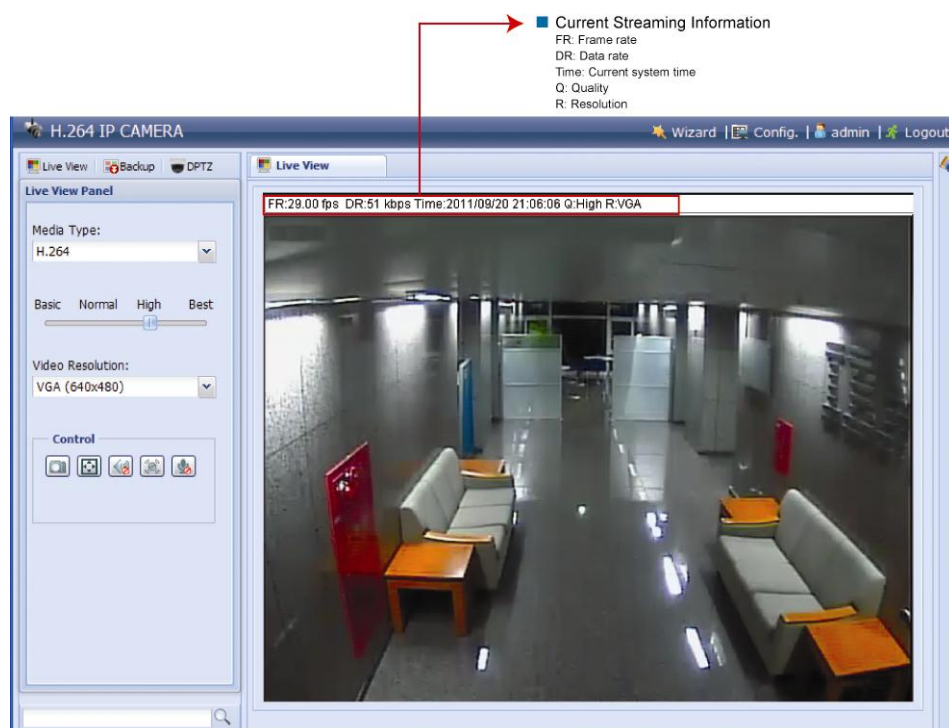 Current Streaming Information
FR: Frame rate
DR: Data rate
Time: Current system time
Q: Quality
R: Resolution
H.264 IP CAMERA
Wizard | Config. | admin | Logout
Live View | Backup | DPTZ
Live View
Live View Panel
FR:29.00 fps DR:51 kbps Time:2011/09/20 21:06:06 Q:High R:VGA
Media Type:
H.264
Basic Normal High Best
Video Resolution:
VGA (640x480)
Control